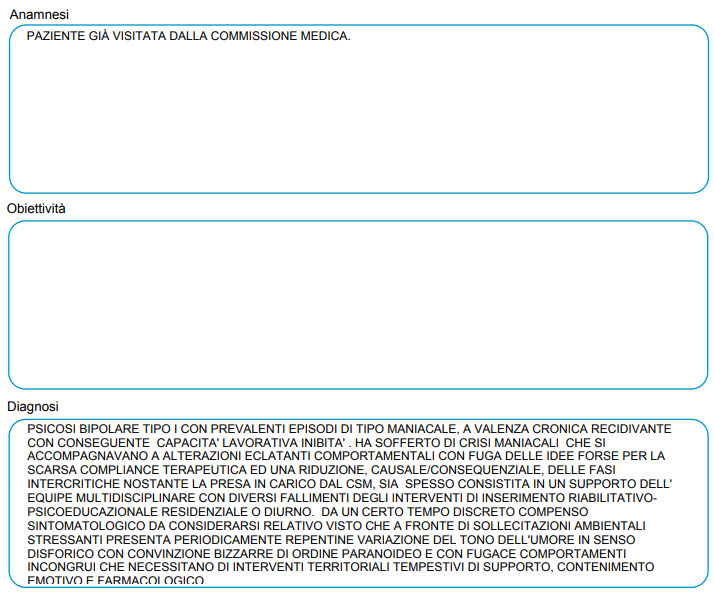 Anamnesi
PAZIENTE GIÀ VISITATA DALLA COMMISSIONE MEDICA.
Obiettività
Diagnosi
PSICOSI BIPOLARE TIPO I CON PREVALENTI EPISODI DI TIPO MANIACALE, A VALENZA CRONICA RECIDIVANTE
CON CONSEGUENTE  CAPACITA' LAVORATIVA INIBITA' . HA SOFFERTO DI CRISI MANIACALI  CHE SI
ACCOMPAGNAVANO A ALTERAZIONI ECLATANTI COMPORTAMENTALI CON FUGA DELLE IDEE FORSE PER LA
SCARSA COMPLIANCE TERAPEUTICA ED UNA RIDUZIONE, CAUSALE/CONSEQUENZIALE, DELLE FASI
INTERCRITICHE NOSTANTE LA PRESA IN CARICO DAL CSM, SIA  SPESSO CONSISTITA IN UN SUPPORTO DELL'
EQUIPE MULTIDISCIPLINARE CON DIVERSI FALLIMENTI DEGLI INTERVENTI DI INSERIMENTO RIABILITATIVO-
PSICOEDUCAZIONALE RESIDENZIALE O DIURNO.  DA UN CERTO TEMPO DISCRETO COMPENSO
SINTOMATOLOGICO DA CONSIDERARSI RELATIVO VISTO CHE A FRONTE DI SOLLECITAZIONI AMBIENTALI
STRESSANTI PRESENTA PERIODICAMENTE REPENTINE VARIAZIONE DEL TONO DELL'UMORE IN SENSO
DISFORICO CON CONVINZIONE BIZZARRE DI ORDINE PARANOIDEO E CON FUGACE COMPORTAMENTI
INCONGRUI CHE NECESSITANO DI INTERVENTI TERRITORIALI TEMPESTIVI DI SUPPORTO, CONTENIMENTO
EMOTIVO E FARMACOLOGICO.